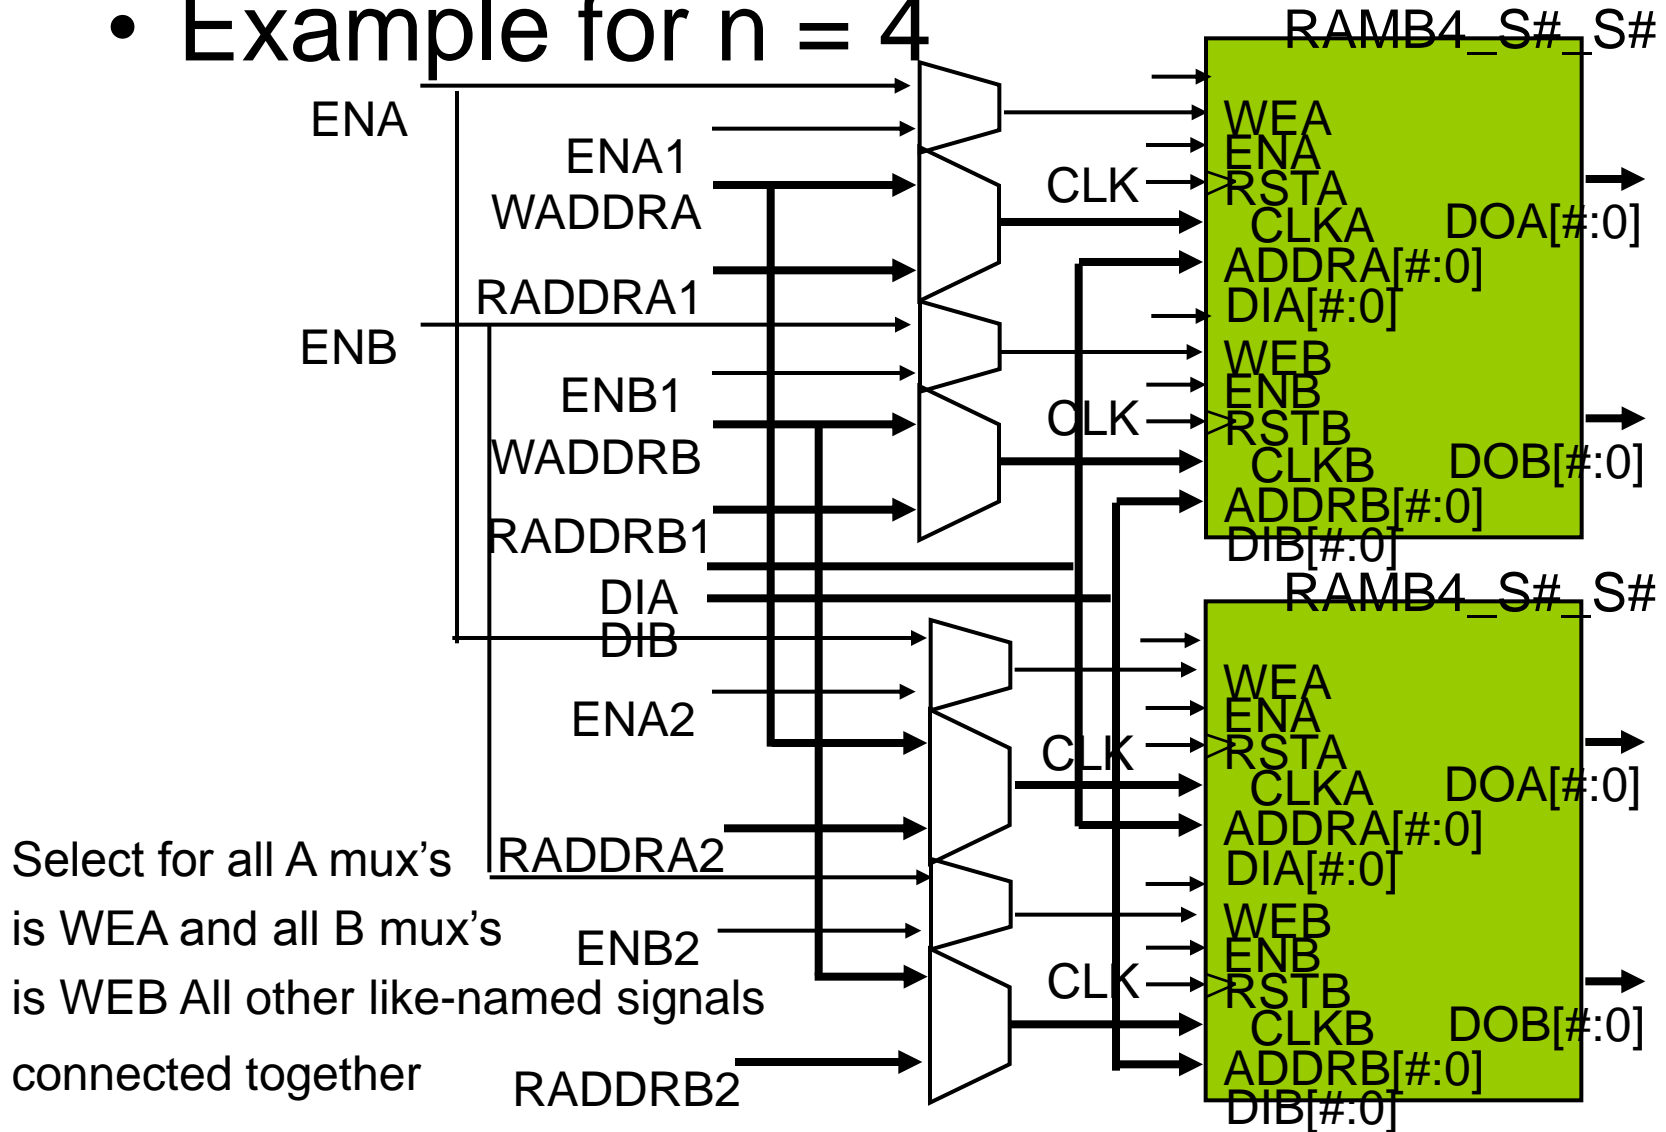 • Example for n = 4
RAMB4_S#_S#
ENA
WEA
ENA
ENA1
CLK
RSTA
WADDRA
CLKA
DOA[#:0]
ADDRA[#:0]
RADDRA1
DIA[#:0]
ENB
WEB
ENB
ENB1
CLK
RSTB
WADDRB
CLKB
DOB[#:0]
ADDRB[#:0]
RADDRB1
DIB[#:0]
DIA
RAMB4_S#_S#
DIB
WEA
ENA
ENA2
CLK
RSTA
CLKA
DOA[#:0]
ADDRA[#:0]
RADDRA2
DIA[#:0]
WEB
ENB
ENB2
CLK
RSTB
CLKB
DOB[#:0]
ADDRB[#:0]
RADDRB2
DIB[#:0]
Select for all A mux’s
is WEA and all B mux’s
is WEB All other like-named signals
connected together